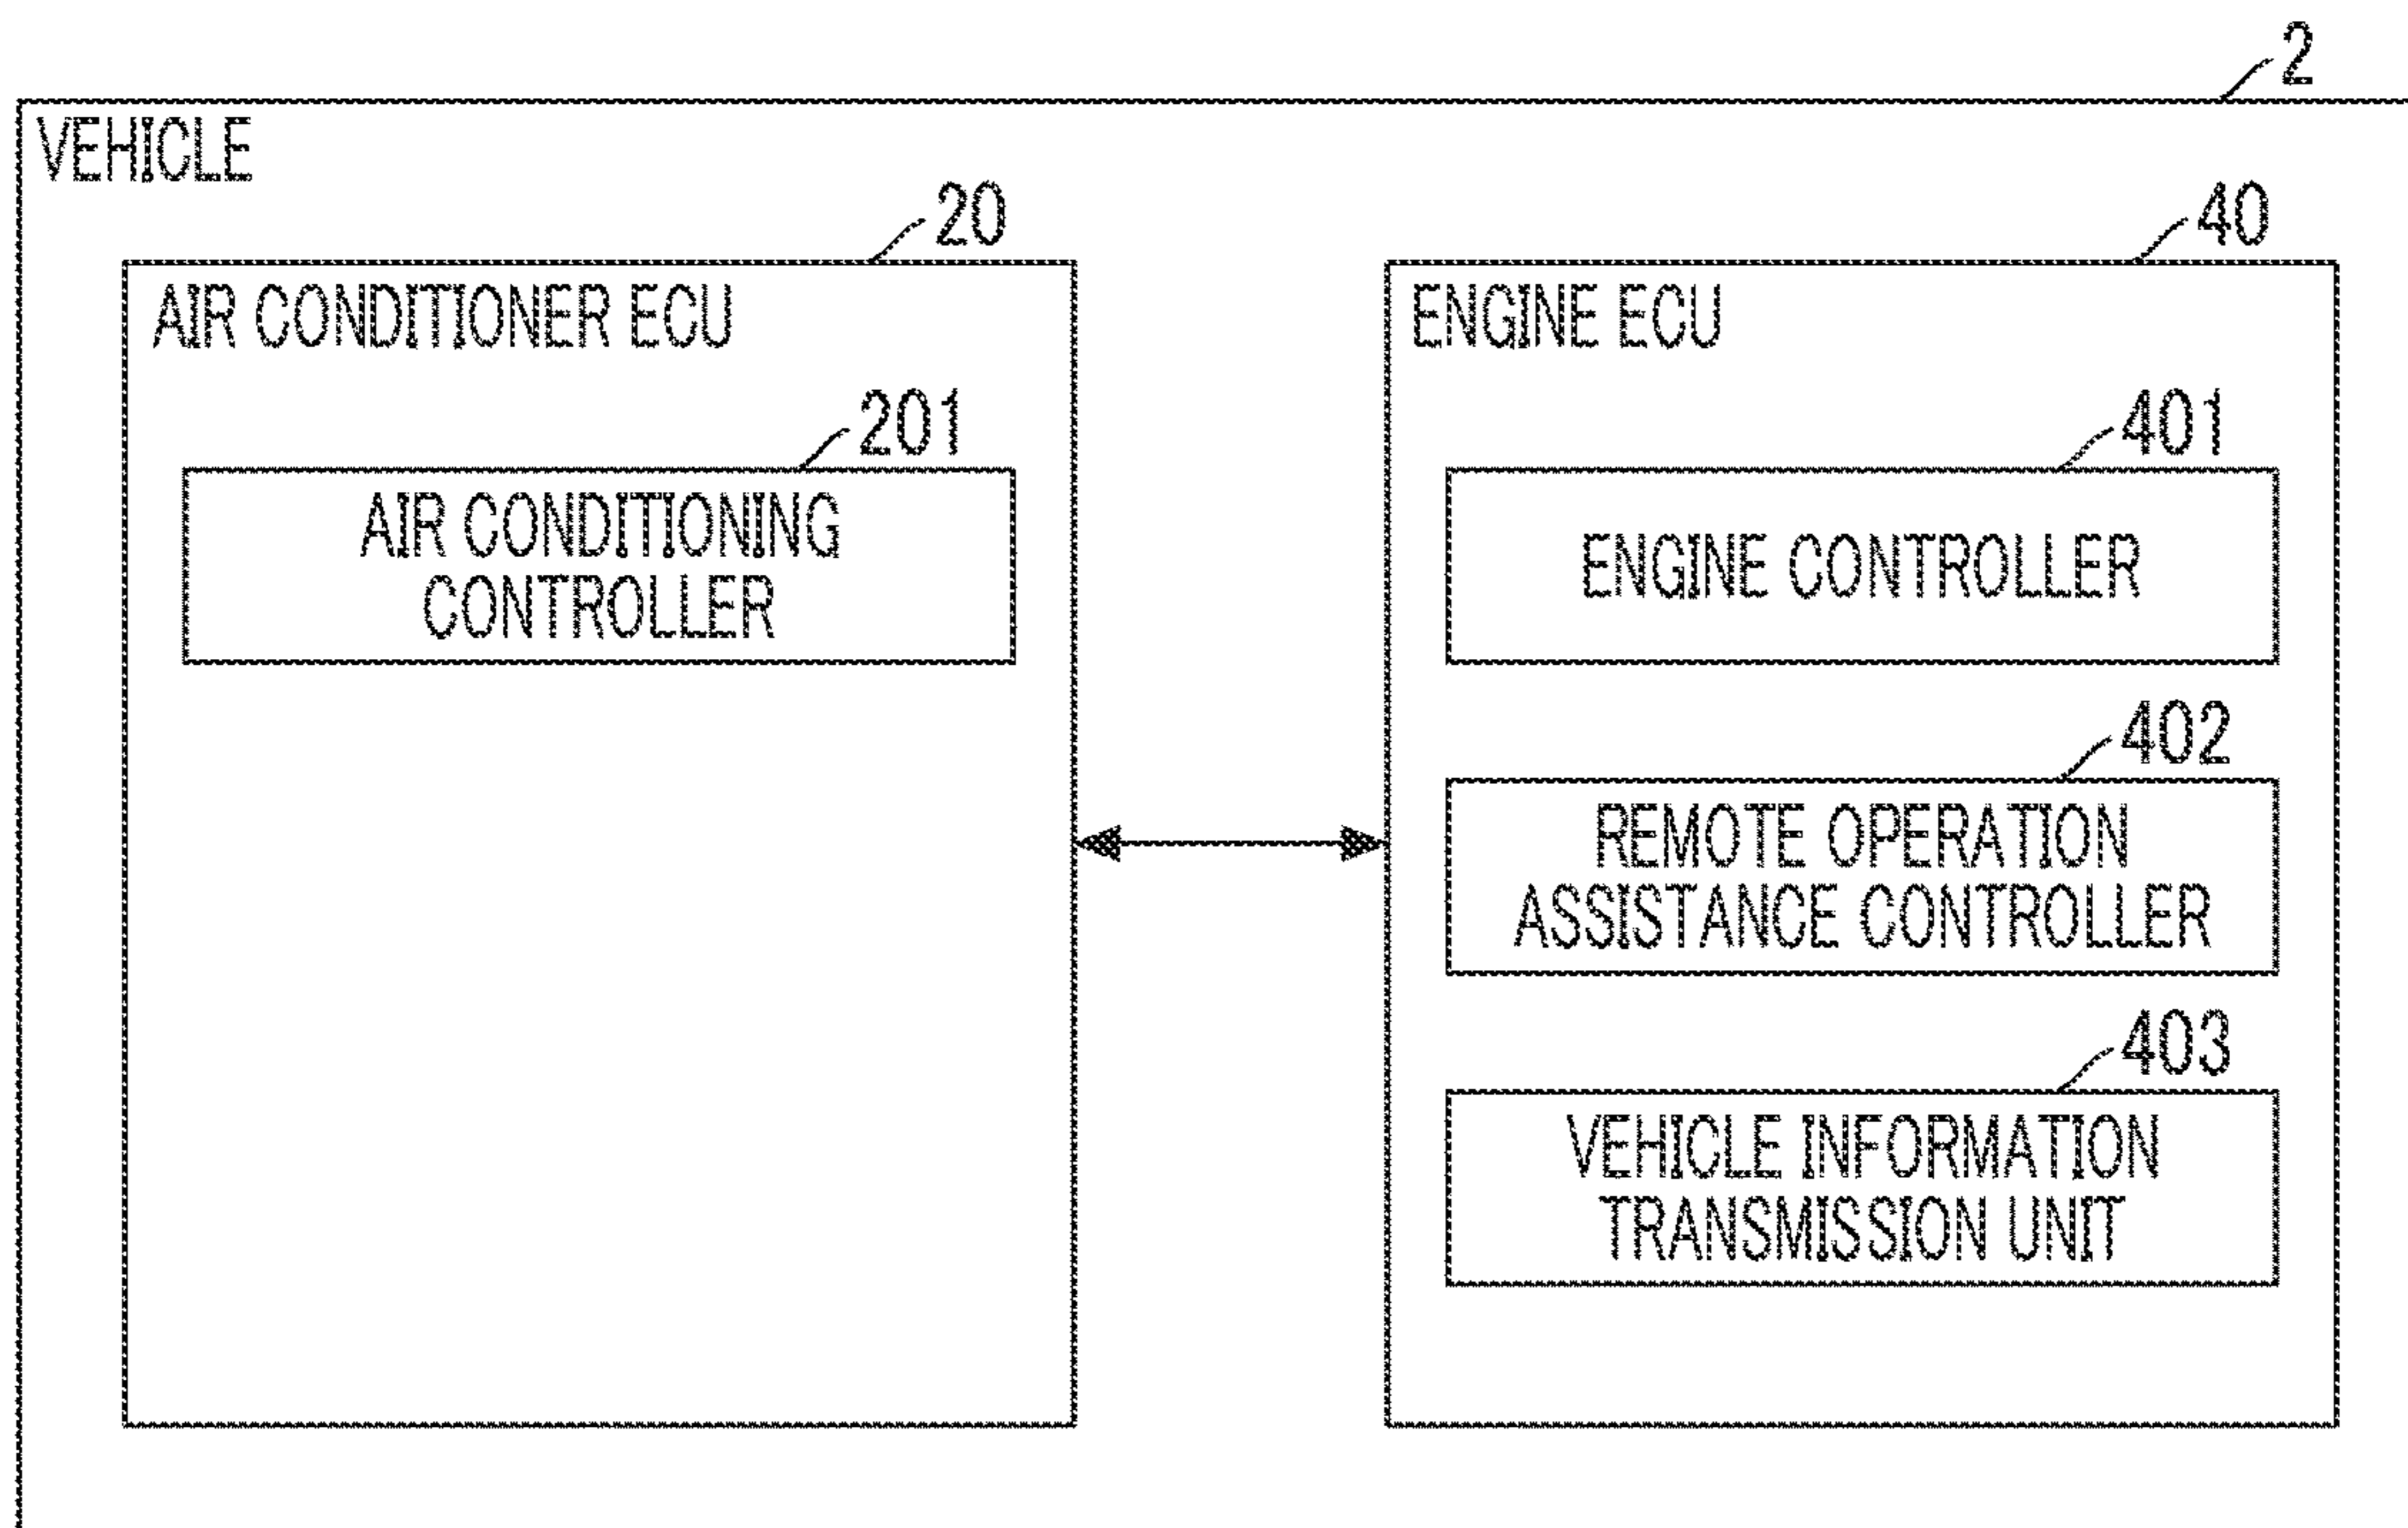 2
VEHICLE
20
40
AIR CONDITIONER ECU
ENGINE ECU
201
401
AIR CONDITIONING
CONTROLLER
ENGINE CONTROLLER
402
REMOTE OPERATION
ASSISTANCE CONTROLLER
403
VEHICLE INFORMATION
TRANSMISSION UNIT